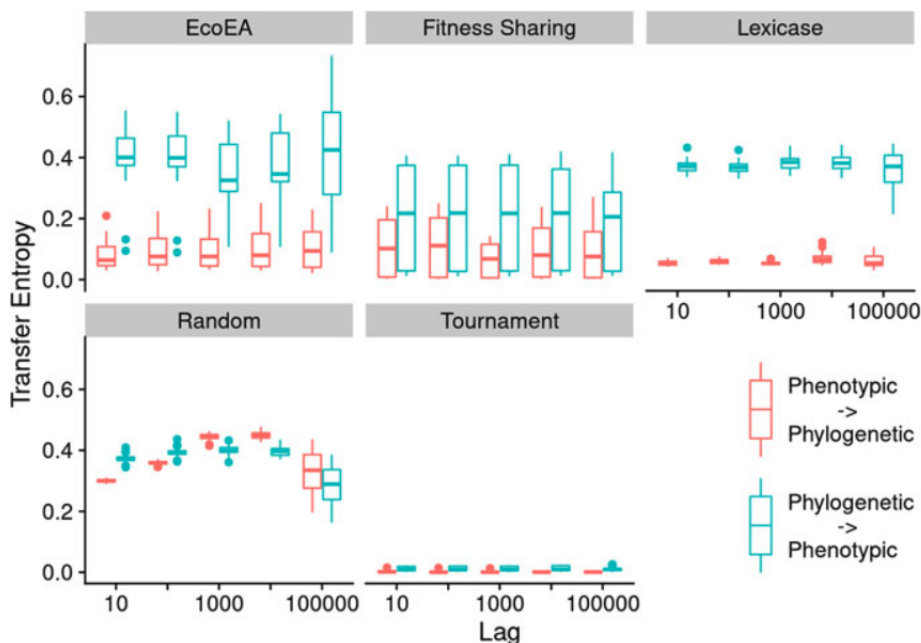 EcoEA
Fitness Sharing
Lexicase
0.6
0.4
0.2
0.0
10 1000 100000
Random
Tournament
0.6
0.4
0.2
0.0
10 1000 100000
10 1000 100000
Transfer Entropy
Lag
Phenotypic
->
Phylogenetic
Phylogenetic
->
Phenotypic